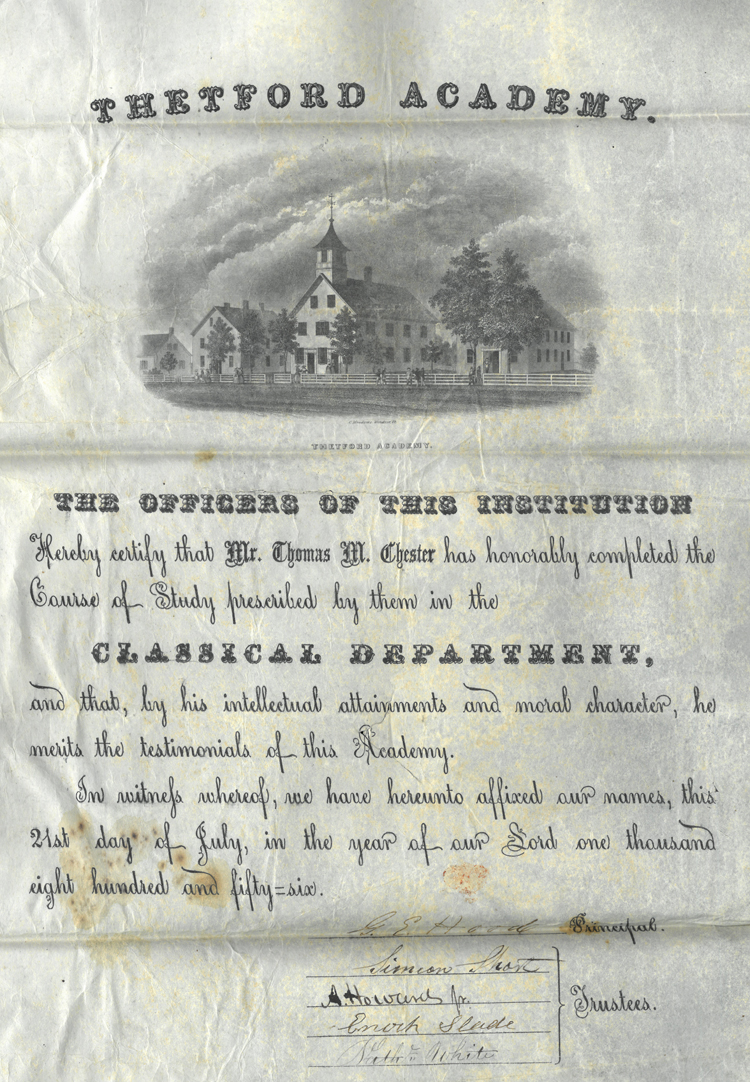 THETFORD ACADEMY.
THETFORD ACADEMY.
THE OFFICERS OF THIS INSTITUTION
Hereby certify that Mr. Thomas M. Chester has honorably completed the
Course of Study prescribed by them in the
CLASSICAL DEPARTMENT,
and that, by his intellectual attainments and moral character, he
merits the testimonials of this Academy.
In witneſs whereof, we have hereunto affixed our names, this
21st day of July, in the year of our Lord one thousand
eight hundred and fifty=six.
G. E. Hood Principal.
Simeon Short
A. Howard Jr.
Trustees.
Enoch Slade
White